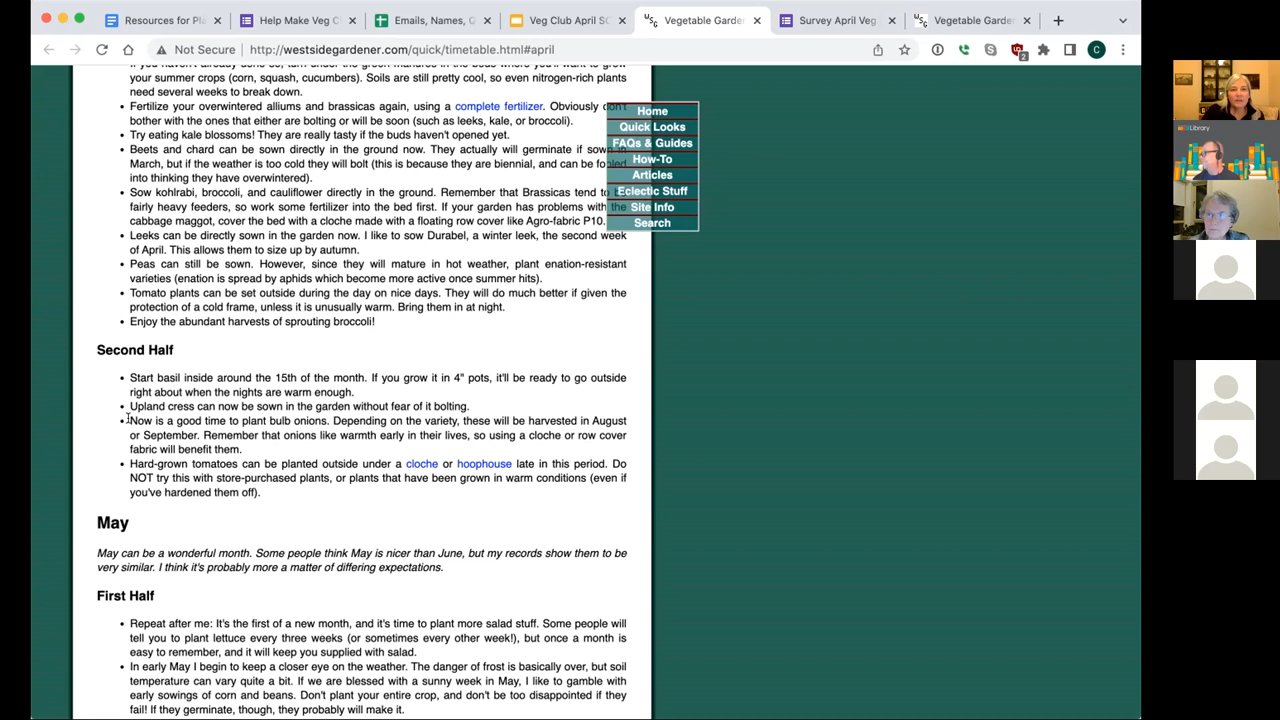 Resources for Pla
Help Make Veg C
Emails, Names, Q
Veg Club April SC
Vegetable Garde
Survey April Veg
Vegetable Garde
Not Secure
http://westsidegardener.com/quick/timetable.html#april
2
C
your summer crops (corn, squash, cucumbers). Soils are still pretty cool, so even nitrogen-rich plants
need several weeks to break down.
• Fertilize your overwintered alliums and brassicas again, using a complete fertilizer. Obviously don't
bother with the ones that either are bolting or will be soon (such as leeks, kale, or broccoli).
• Try eating kale blossoms! They are really tasty if the buds haven't opened yet.
• Beets and chard can be sown directly in the ground now. They actually will germinate if sown in
March, but if the weather is too cold they will bolt (this is because they are biennial, and can be fooled
into thinking they have overwintered).
• Sow kohlrabi, broccoli, and cauliflower directly in the ground. Remember that Brassicas tend to
fairly heavy feeders, so work some fertilizer into the bed first. If your garden has problems with the
cabbage maggot, cover the bed with a cloche made with a floating row cover like Agro-fabric P10.
• Leeks can be directly sown in the garden now. I like to sow Durabel, a winter leek, the second week
of April. This allows them to size up by autumn.
• Peas can still be sown. However, since they will mature in hot weather, plant enation-resistant
varieties (enation is spread by aphids which become more active once summer hits).
• Tomato plants can be set outside during the day on nice days. They will do much better if given the
protection of a cold frame, unless it is unusually warm. Bring them in at night.
• Enjoy the abundant harvests of sprouting broccoli!
Second Half
• Start basil inside around the 15th of the month. If you grow it in 4" pots, it'll be ready to go outside
right about when the nights are warm enough.
• Upland cress can now be sown in the garden without fear of it bolting.
• Now is a good time to plant bulb onions. Depending on the variety, these will be harvested in August
or September. Remember that onions like warmth early in their lives, so using a cloche or row cover
fabric will benefit them.
• Hard-grown tomatoes can be planted outside under a cloche or hoophouse late in this period. Do
NOT try this with store-purchased plants, or plants that have been grown in warm conditions (even if
you've hardened them off).
May
May can be a wonderful month. Some people think May is nicer than June, but my records show them to be
very similar. I think it's probably more a matter of differing expectations.
First Half
• Repeat after me: It's the first of a new month, and it's time to plant more salad stuff. Some people will
tell you to plant lettuce every three weeks (or sometimes every other week!), but once a month is
easy to remember, and it will keep you supplied with salad.
• In early May I begin to keep a closer eye on the weather. The danger of frost is basically over, but soil
temperature can vary quite a bit. If we are blessed with a sunny week in May, I like to gamble with
early sowings of corn and beans. Don't plant your entire crop, and don't be too disappointed if they
fail! If they germinate, though, they probably will make it.
Home
Quick Looks
FAQs & Guides
How-To
Articles
Eclectic Stuff
Site Info
Search
Library